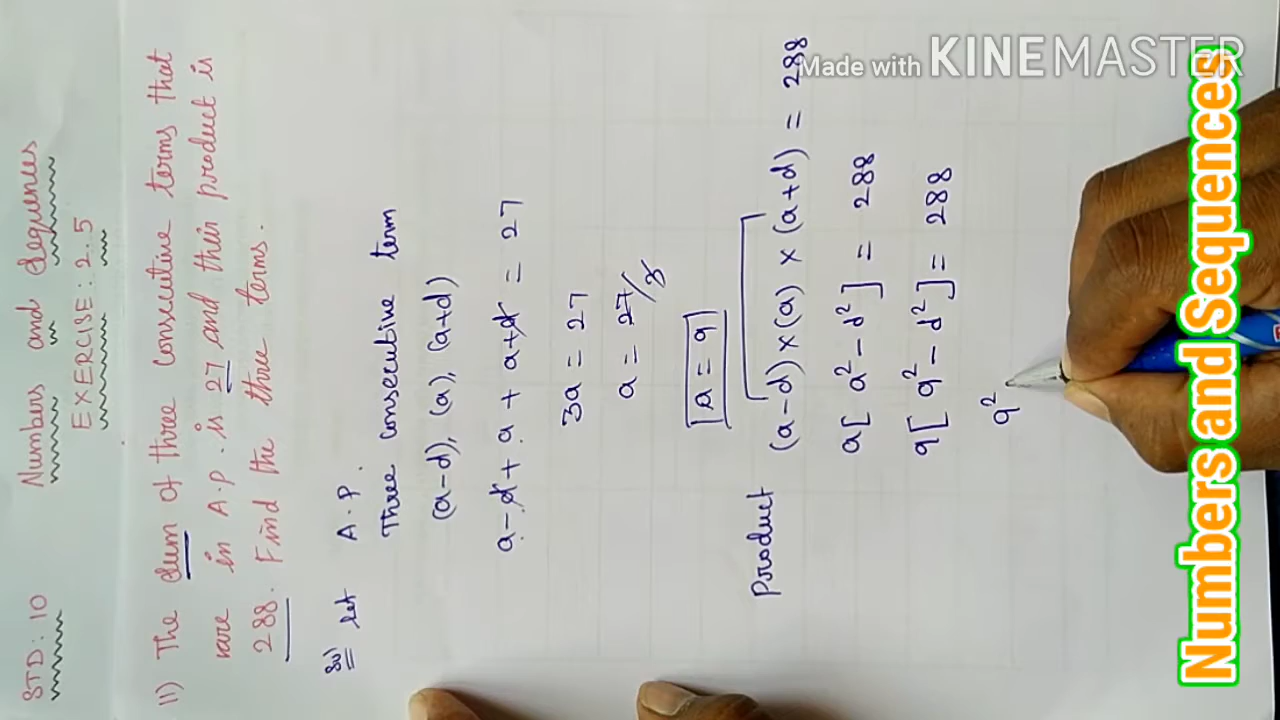 STD: 10 Numbers and Sequences
EXERCISE: 2.5
11) The Sum of three consecutive terms that
are in A.P. is 27 and their product is
288. Find the three terms.
Sol) let A.P.
Three consecutive term
(a-d), (a), (a+d)
a-d + a + a+d = 27
3a = 27
a = 27/3
a = 9
Product (a-d)×(a)×(a+d) = 288
a[a²-d²] = 288
9[9²-d²] = 288
9²
Made with KINEMASTER
Numbers and Sequences